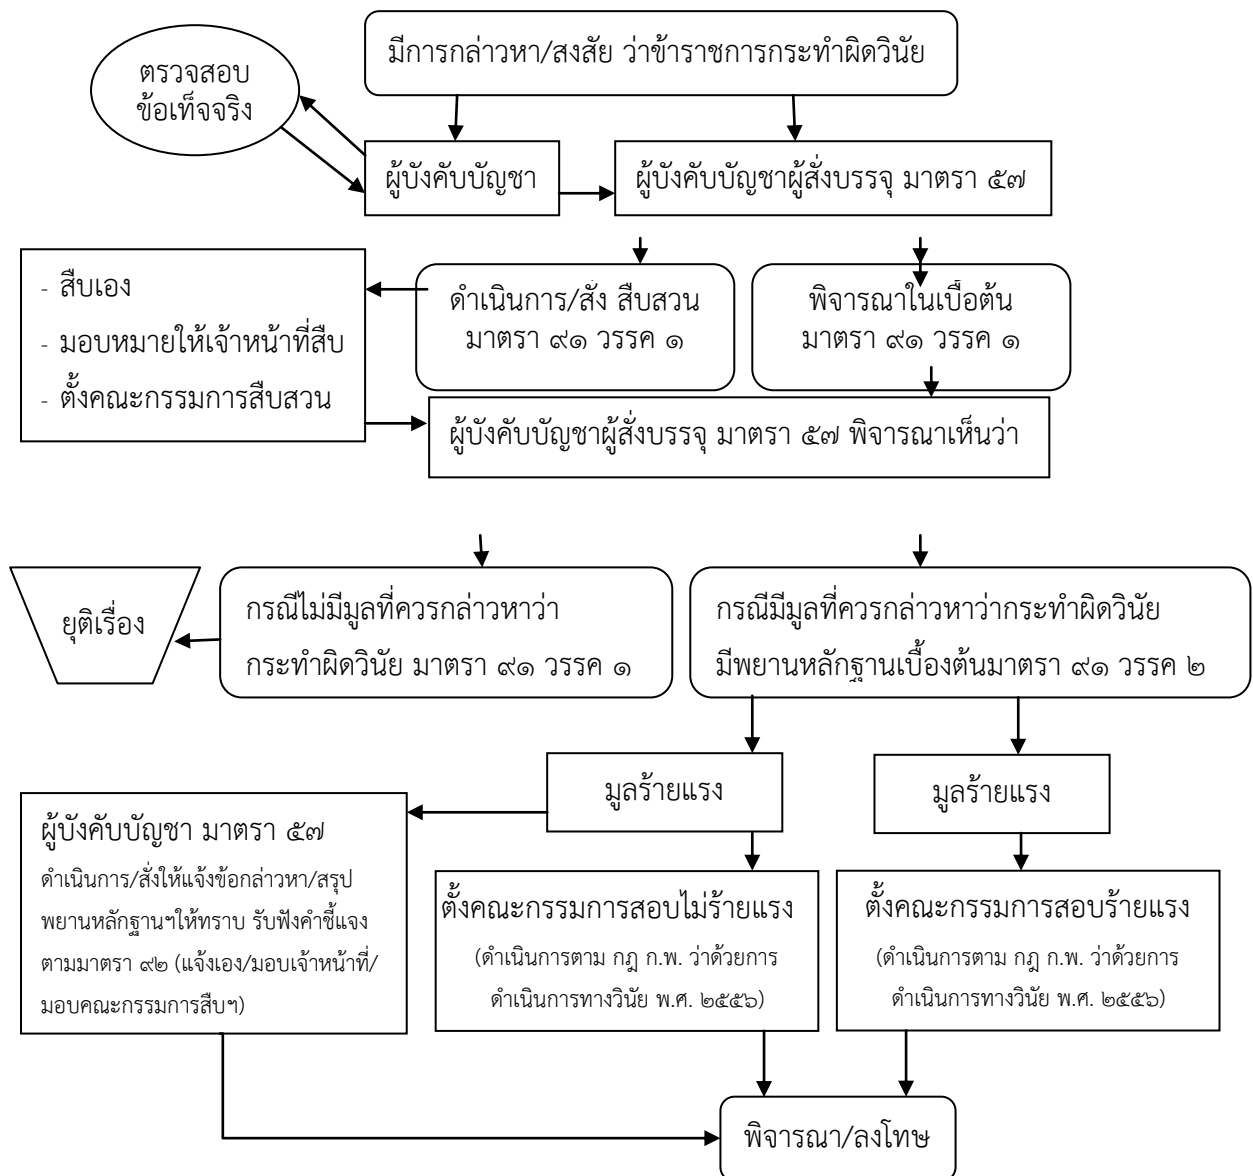 มีการกล่าวหา/สงสัย ว่าข้าราชการกระทำผิดวินัย
ตรวจสอบ
ข้อเท็จจริง
ผู้บังคับบัญชา
ผู้บังคับบัญชาผู้สั่งบรรจุ มาตรา ๕๗
- สืบเอง
- มอบหมายให้เจ้าหน้าที่สืบ
- ตั้งคณะกรรมการสืบสวน
ดำเนินการ/สั่ง สืบสวน
มาตรา ๙๑ วรรค ๑
พิจารณาในเบื่อต้น
มาตรา ๙๑ วรรค ๑
ผู้บังคับบัญชาผู้สั่งบรรจุ มาตรา ๕๗ พิจารณาเห็นว่า
ยุติเรื่อง
กรณีไม่มีมูลที่ควรกล่าวหาว่า
กระทำผิดวินัย มาตรา ๙๑ วรรค ๑
กรณีมีมูลที่ควรกล่าวหาว่ากระทำผิดวินัย
มีพยานหลักฐานเบื้องต้นมาตรา ๙๑ วรรค ๒
มูลร้ายแรง
มูลร้ายแรง
ผู้บังคับบัญชา มาตรา ๕๗
ดำเนินการ/สั่งให้แจ้งข้อกล่าวหา/สรุป
พยานหลักฐานฯให้ทราบ รับฟังคำชี้แจง
ตามมาตรา ๙๒ (แจ้งเอง/มอบเจ้าหน้าที่/
มอบคณะกรรมการสืบฯ)
ตั้งคณะกรรมการสอบไม่ร้ายแรง
(ดำเนินการตาม กฎ ก.พ. ว่าด้วยการ
ดำเนินการทางวินัย พ.ศ. ๒๕๕๖)
ตั้งคณะกรรมการสอบร้ายแรง
(ดำเนินการตาม กฎ ก.พ. ว่าด้วยการ
ดำเนินการทางวินัย พ.ศ. ๒๕๕๖)
พิจารณา/ลงโทษ